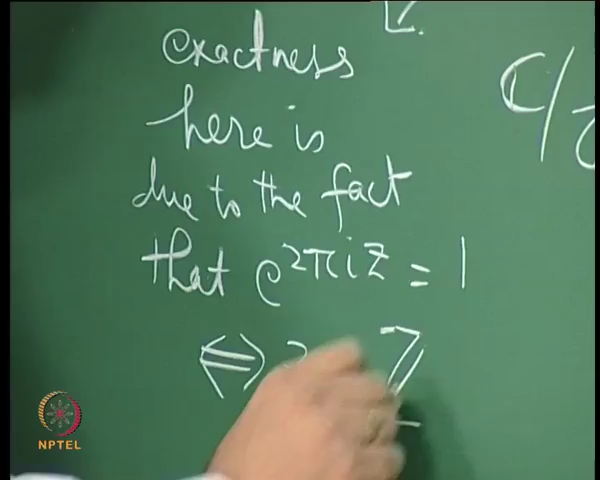 exactness
here is
due to the fact
that e^{2πiz} = 1
⇔ z ℤ
ℂ/ℤ
NPTEL